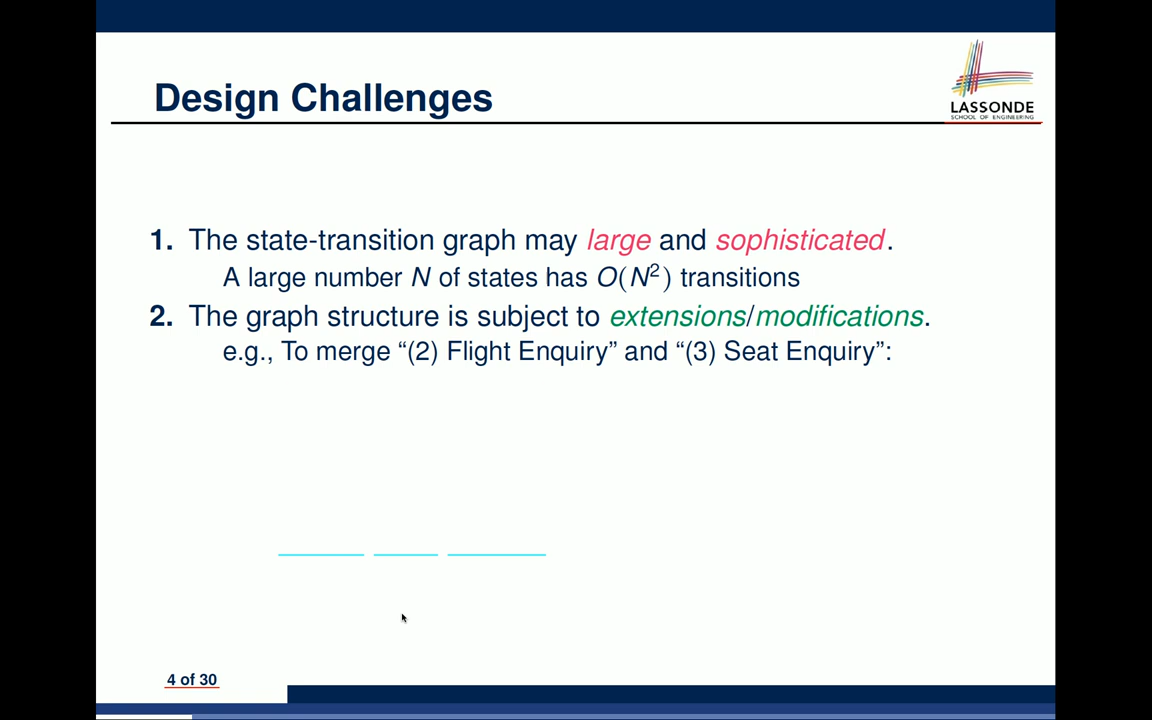 Design Challenges
LASSONDE
SCHOOL OF ENGINEERING
1. The state-transition graph may large and sophisticated.
A large number N of states has O(N²) transitions
2. The graph structure is subject to extensions/modifications.
e.g., To merge “(2) Flight Enquiry” and “(3) Seat Enquiry”:
4 of 30